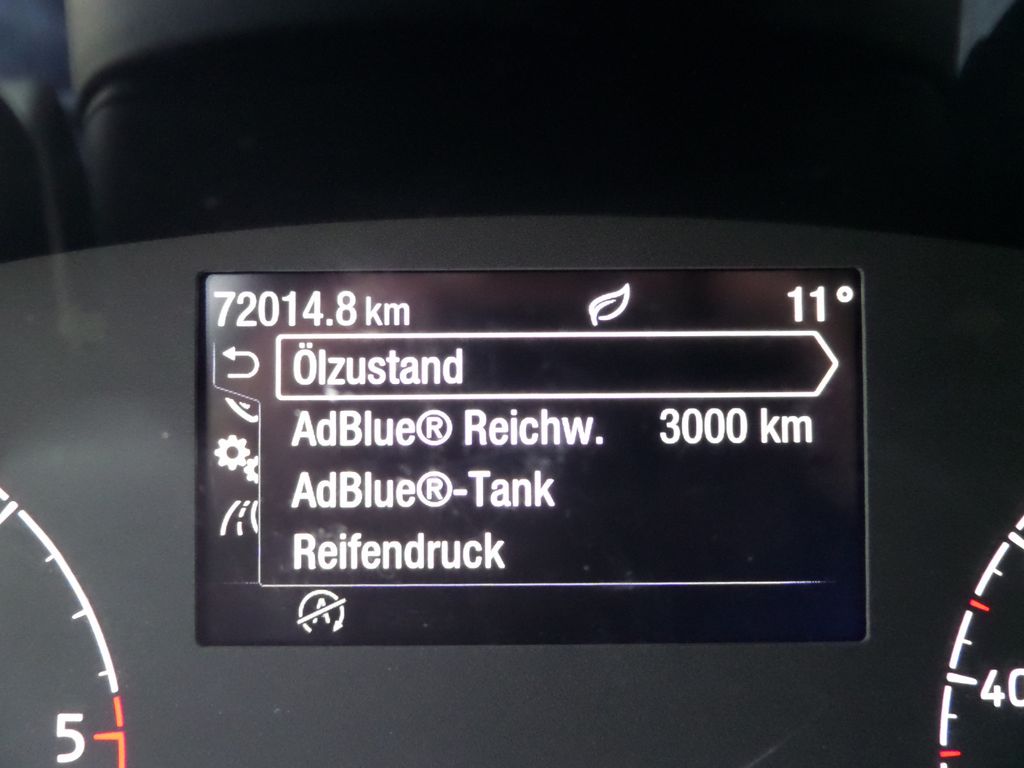 72014.8 km 11°
Ölzustand
AdBlue® Reichw. 3000 km
AdBlue®-Tank
Reifendruck
A
5
40